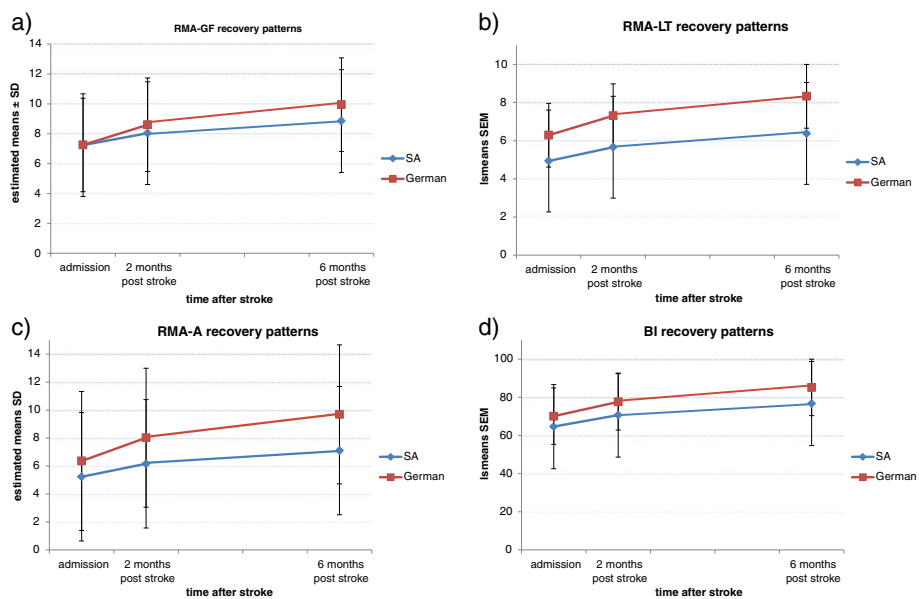 a)
RMA-GF recovery patterns
14
12
10
8
6
4
2
0
estimated means ± SD
admission
2 months
post stroke
6 months
post stroke
time after stroke
SA
German
b)
RMA-LT recovery patterns
10
8
6
4
2
0
lsmeans SEM
admission
2 months
post stroke
6 months
post stroke
time after stroke
SA
German
c)
RMA-A recovery patterns
14
12
10
8
6
4
2
0
estimated means SD
admission
2 months
post stroke
6 months
post stroke
time after stroke
SA
German
d)
BI recovery patterns
100
80
60
40
20
0
lsmeans SEM
admission
2 months
post stroke
6 months
post stroke
time after stroke
SA
German